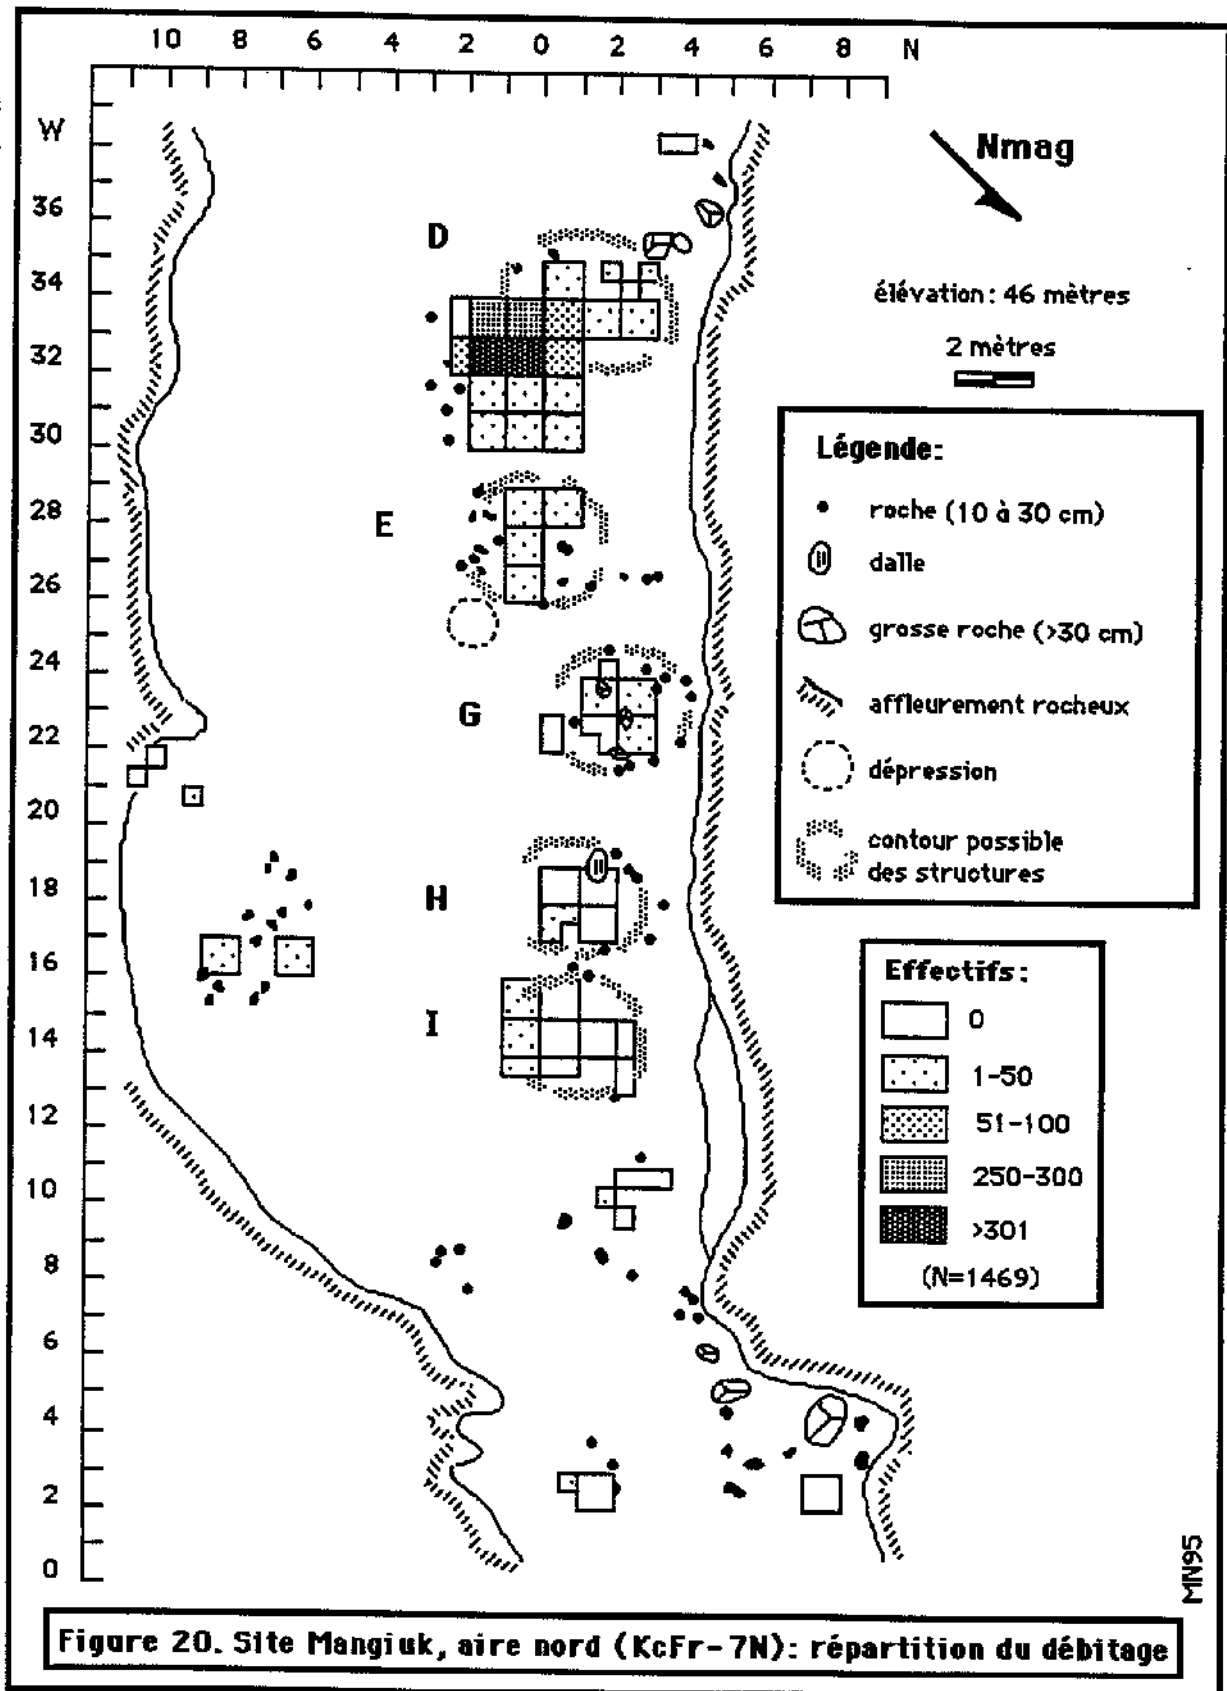 10 8 6 4 2 0 2 4 6 8 N
W
36
34
32
30
28
26
24
22
20
18
16
14
12
10
8
6
4
2
0
D
E
G
H
I
Nmag
élévation: 46 mètres
2 mètres
Légende:
roche (10 à 30 cm)
dalle
grosse roche (>30 cm)
affleurement rocheux
dépression
contour possible
des structures
Effectifs:
0
1-50
51-100
250-300
>301
(N=1469)
MN95
Figure 20. Site Mangiuk, aire nord (KcFr-7N): répartition du débitage